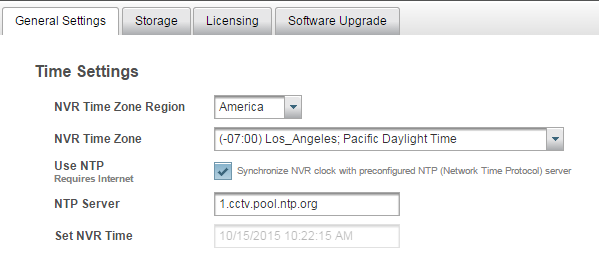 General Settings Storage Licensing Software Upgrade
Time Settings
NVR Time Zone Region America
NVR Time Zone (-07:00) Los_Angeles; Pacific Daylight Time
Use NTP Synchronize NVR clock with preconfigured NTP (Network Time Protocol) server
Requires Internet
NTP Server 1.cctv.pool.ntp.org
Set NVR Time 10/15/2015 10:22:15 AM